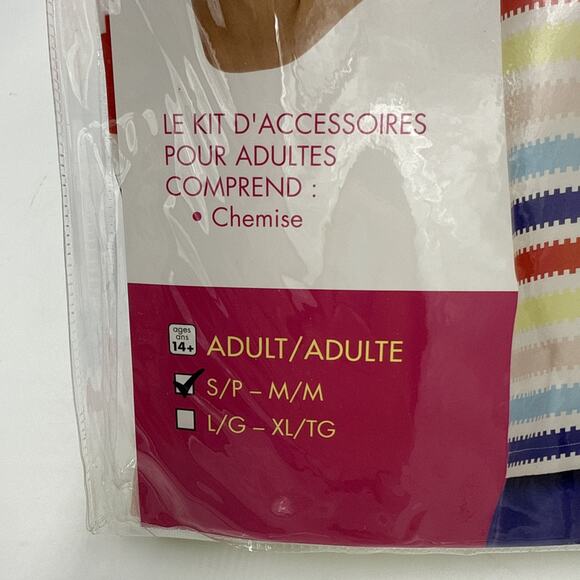 LE KIT D'ACCESSOIRES
POUR ADULTES
COMPREND :
• Chemise
ages
ans
14+
ADULT/ADULTE
S/P – M/M
L/G – XL/TG